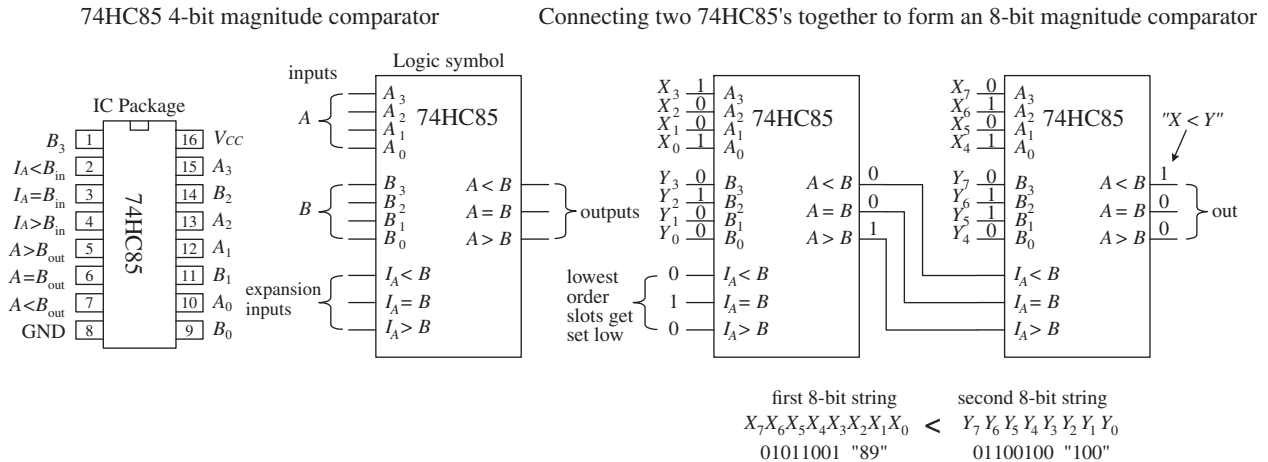 74HC85 4-bit magnitude comparator
Connecting two 74HC85's together to form an 8-bit magnitude comparator
IC Package
B3 1
IA<Bin 2
IA=Bin 3
IA>Bin 4
A>Bout 5
A=Bout 6
A<Bout 7
GND 8
74HC85
16 VCC
15 A3
14 B2
13 A2
12 A1
11 B1
10 A0
9 B0
Logic symbol
inputs
A
A3
A2
A1
A0
74HC85
B
B3
B2
B1
B0
A < B
A = B
A > B
outputs
expansion
inputs
IA < B
IA = B
IA > B
X3 1 A3
X2 0 A2
X1 0 A1
X0 1 A0
74HC85
Y3 0 B3
Y2 1 B2
Y1 0 B1
Y0 0 B0
A < B 0
A = B 0
A > B 1
lowest
order
slots get
set low
0 IA < B
1 IA = B
0 IA > B
X7 0 A3
X6 1 A2
X5 0 A1
X4 1 A0
74HC85
"X < Y"
Y7 0 B3
Y6 1 B2
Y5 1 B1
Y4 0 B0
A < B 1
A = B 0
A > B 0
out
IA < B
IA = B
IA > B
first 8-bit string second 8-bit string
X7X6X5X4X3X2X1X0 < Y7 Y6 Y5 Y4 Y3 Y2 Y1 Y0
01011001 "89" 01100100 "100"